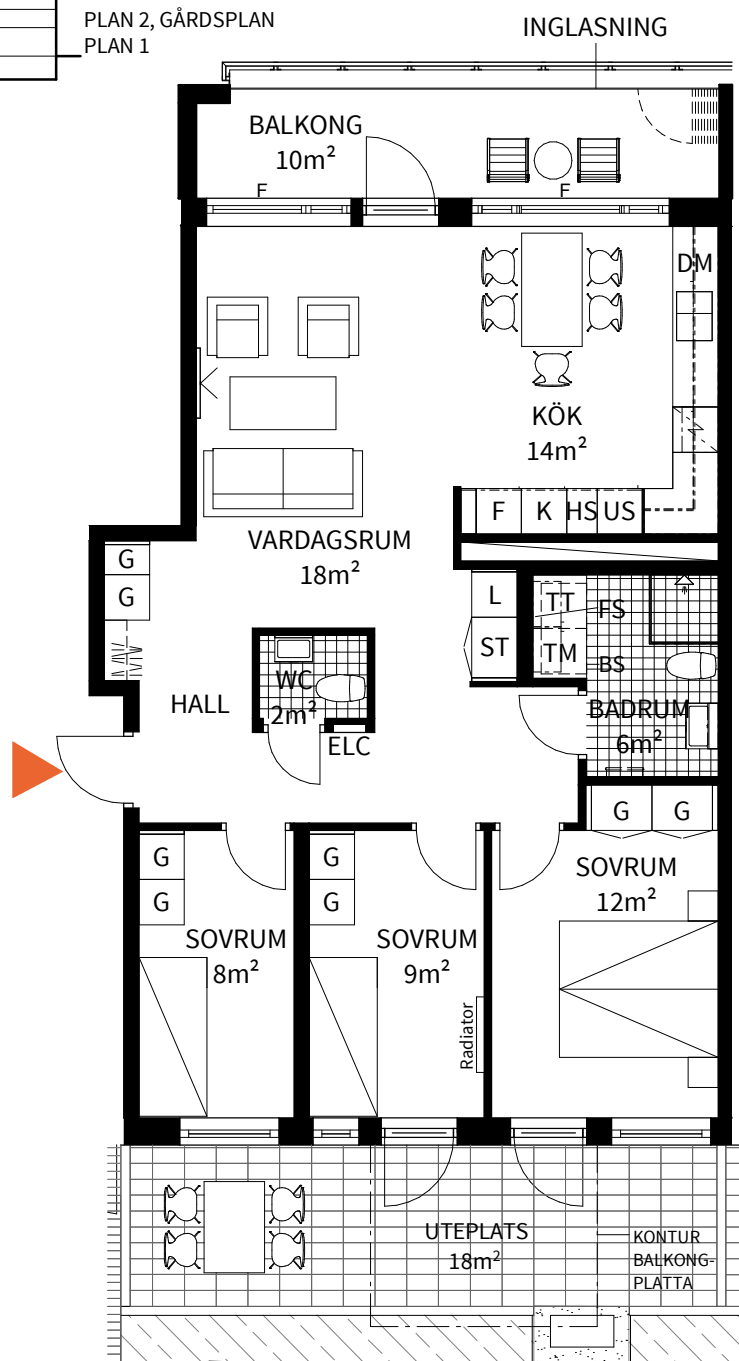 PLAN 2, GÅRDSPLAN
PLAN 1
INGLASNING
BALKONG
10m²
F
F
DM
KÖK
14m²
F K HS US
VARDAGSRUM
18m²
G
G
L
ST
TT
TM
FS
BS
WC
2m²
HALL
BADRUM
6m²
ELC
G G
G
G
G
G
SOVRUM
12m²
SOVRUM
8m²
SOVRUM
9m²
Radiator
UTEPLATS
18m²
KONTUR
BALKONG-
PLATTA